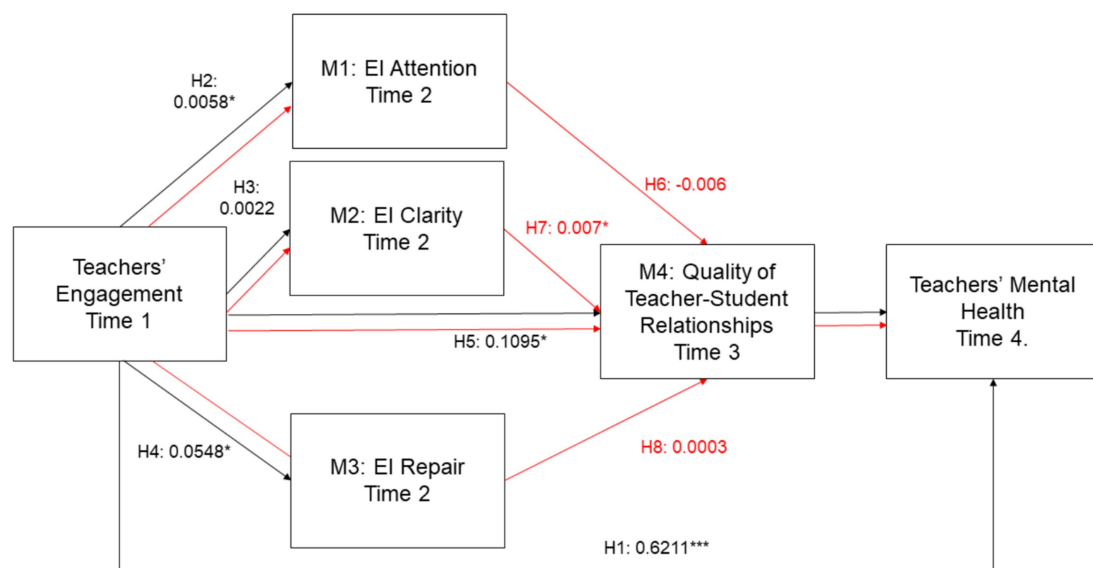 M1: EI Attention
Time 2
H2:
0.0058*
H3:
0.0022
M2: EI Clarity
Time 2
H6: -0.006
H7: 0.007*
Teachers’
Engagement
Time 1
M4: Quality of
Teacher-Student
Relationships
Time 3
Teachers’ Mental
Health
Time 4.
H5: 0.1095*
H4: 0.0548*
M3: EI Repair
Time 2
H8: 0.0003
H1: 0.6211***